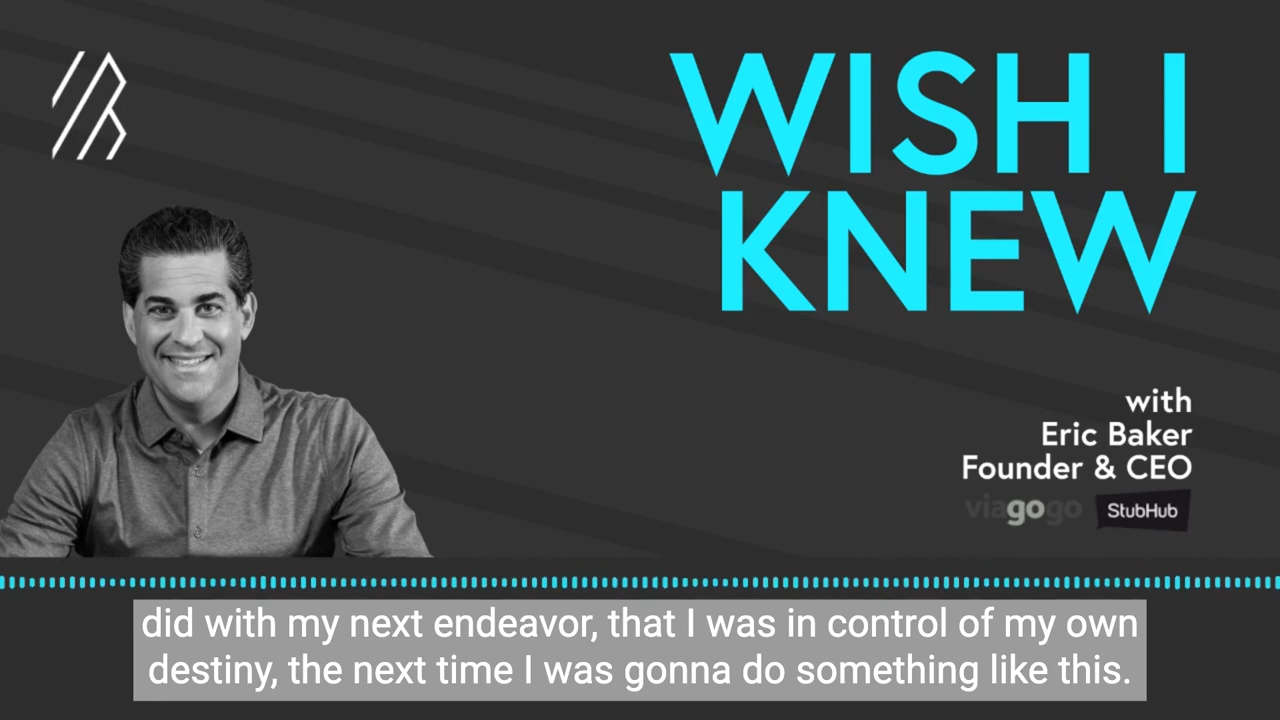 WISH I
KNEW
with
Eric Baker
Founder & CEO
viagogo StubHub
did with my next endeavor, that I was in control of my own
destiny, the next time I was gonna do something like this.